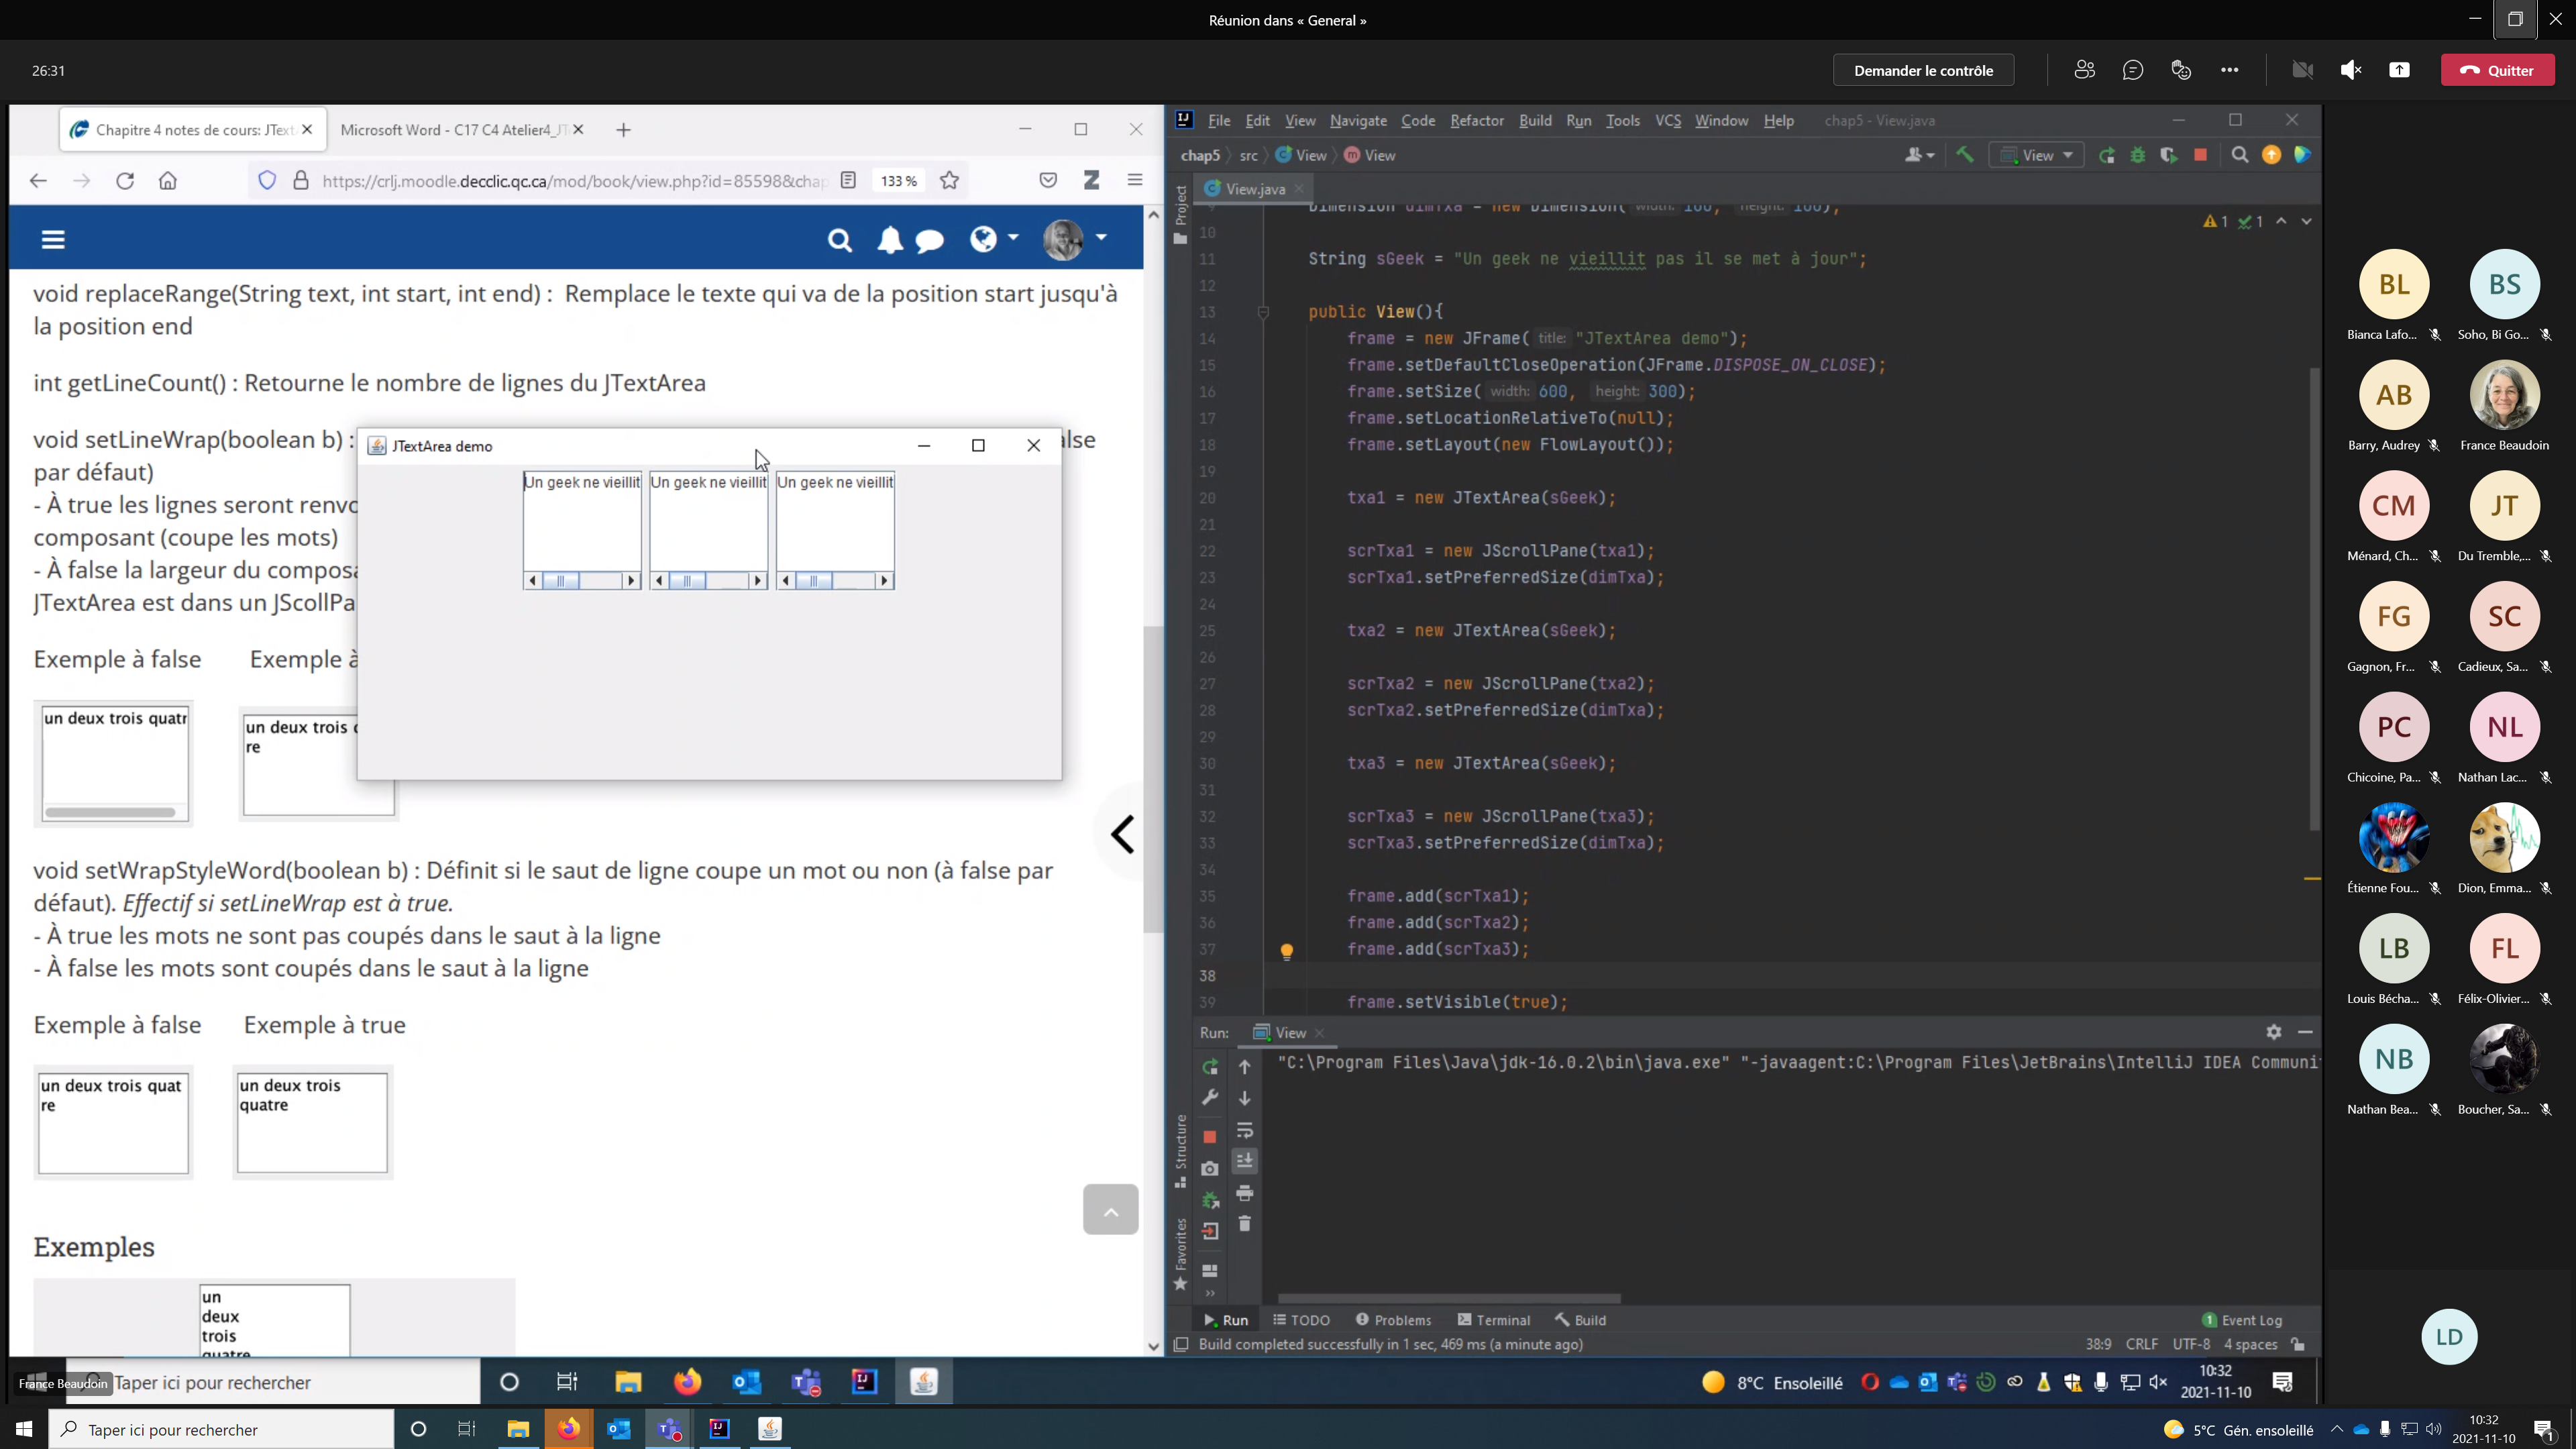 Réunion dans « General »
26:31
Demander le contrôle
Quitter
Chapitre 4 notes de cours: JText
Microsoft Word - C17 C4 Atelier4_JT
https://crlj.moodle.decclic.qc.ca/mod/book/view.php?id=85598&chap
133 %
void replaceRange(String text, int start, int end) : Remplace le texte qui va de la position start jusqu'à
la position end
int getLineCount() : Retourne le nombre de lignes du JTextArea
void setLineWrap(boolean b) :
alse
par défaut)
- À true les lignes seront renvo
composant (coupe les mots)
- À false la largeur du composa
JTextArea est dans un JScollPa
Exemple à false
Exemple à
un deux trois quatr
un deux trois
re
JTextArea demo
Un geek ne vieillit
Un geek ne vieillit
Un geek ne vieillit
void setWrapStyleWord(boolean b) : Définit si le saut de ligne coupe un mot ou non (à false par
défaut). Effectif si setLineWrap est à true.
- À true les mots ne sont pas coupés dans le saut à la ligne
- À false les mots sont coupés dans le saut à la ligne
Exemple à false
Exemple à true
un deux trois quat
re
un deux trois
quatre
Exemples
un
deux
trois
quatre
File Edit View Navigate Code Refactor Build Run Tools VCS Window Help
chap5 - View.java
chap5
src
View
View
View
View.java
Project
1
1
9 Dimension dimTxa = new Dimension( width: 100, height: 100);
10
11 String sGeek = "Un geek ne vieillit pas il se met à jour";
12
13 public View(){
14 frame = new JFrame( title: "JTextArea demo");
15 frame.setDefaultCloseOperation(JFrame.DISPOSE_ON_CLOSE);
16 frame.setSize( width: 600, height: 300);
17 frame.setLocationRelativeTo(null);
18 frame.setLayout(new FlowLayout());
19
20 txa1 = new JTextArea(sGeek);
21
22 scrTxa1 = new JScrollPane(txa1);
23 scrTxa1.setPreferredSize(dimTxa);
24
25 txa2 = new JTextArea(sGeek);
26
27 scrTxa2 = new JScrollPane(txa2);
28 scrTxa2.setPreferredSize(dimTxa);
29
30 txa3 = new JTextArea(sGeek);
31
32 scrTxa3 = new JScrollPane(txa3);
33 scrTxa3.setPreferredSize(dimTxa);
34
35 frame.add(scrTxa1);
36 frame.add(scrTxa2);
37 frame.add(scrTxa3);
38
39 frame.setVisible(true);
Run:
View
"C:\Program Files\Java\jdk-16.0.2\bin\java.exe" "-javaagent:C:\Program Files\JetBrains\IntelliJ IDEA Communi
Structure
Favorites
Run
TODO
Problems
Terminal
Build
1 Event Log
Build completed successfully in 1 sec, 469 ms (a minute ago)
38:9 CRLF UTF-8 4 spaces
BL
Bianca Lafo...
BS
Soho, Bi Go...
AB
Barry, Audrey
France Beaudoin
CM
Ménard, Ch...
JT
Du Tremble,...
FG
Gagnon, Fr...
SC
Cadieux, Sa...
PC
Chicoine, Pa...
NL
Nathan Lac...
Étienne Fou...
Dion, Emma...
LB
Louis Bécha...
FL
Félix-Olivier...
NB
Nathan Bea...
Boucher, Sa...
LD
France Beaudoin
Taper ici pour rechercher
8°C Ensoleillé
10:32
2021-11-10
Taper ici pour rechercher
5°C Gén. ensoleillé
10:32
2021-11-10
1